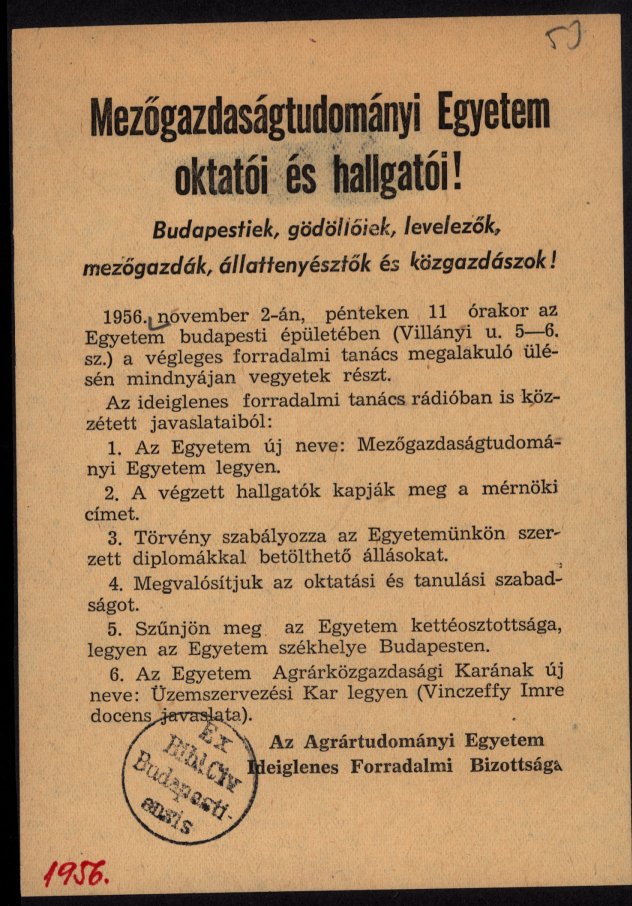 53
Mezőgazdaságtudományi Egyetem
oktatói és hallgatói!
Budapestiek, gödöllőiek, levelezők,
mezőgazdák, állattenyésztők és közgazdászok!
1956. november 2-án, pénteken 11 órakor az
Egyetem budapesti épületében (Villányi u. 5—6.
sz.) a végleges forradalmi tanács megalakuló ülé-
sén mindnyájan vegyetek részt.
Az ideiglenes forradalmi tanács rádióban is köz-
zétett javaslataiból:
1. Az Egyetem új neve: Mezőgazdaságtudomá-
nyi Egyetem legyen.
2. A végzett hallgatók kapják meg a mérnöki
címet.
3. Törvény szabályozza az Egyetemünkön szer-
zett diplomákkal betölthető állásokat.
4. Megvalósítjuk az oktatási és tanulási szabad-
ságot.
5. Szűnjön meg az Egyetem kettéosztottsága,
legyen az Egyetem székhelye Budapesten.
6. Az Egyetem Agrárközgazdasági Karának új
neve: Üzemszervezési Kar legyen (Vinczeffy Imre
docens javaslata).
Az Agrártudományi Egyetem
Ideiglenes Forradalmi Bizottsága
Ex
Bibl. Civ
Budapesti-
ensis
1956.